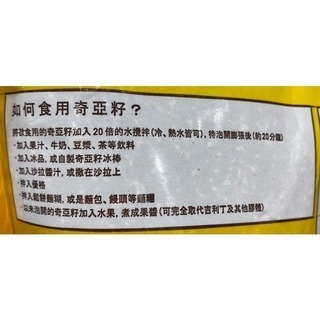 如何食用奇亞籽？
將欲食用的奇亞籽加入20倍的水攪拌(冷、熱水皆可)，待泡開膨張後(約20分鐘)
・加入果汁、牛奶、豆漿、茶等飲料
・加入冰品，或自製奇亞籽冰棒
・加入沙拉醬汁，或撒在沙拉上
・拌入優格
・拌入鬆餅麵糊，或是麵包、饅頭等麵糰
・以未泡開的奇亞籽加入水果，煮成果醬(可完全取代吉利丁及其他膠體)